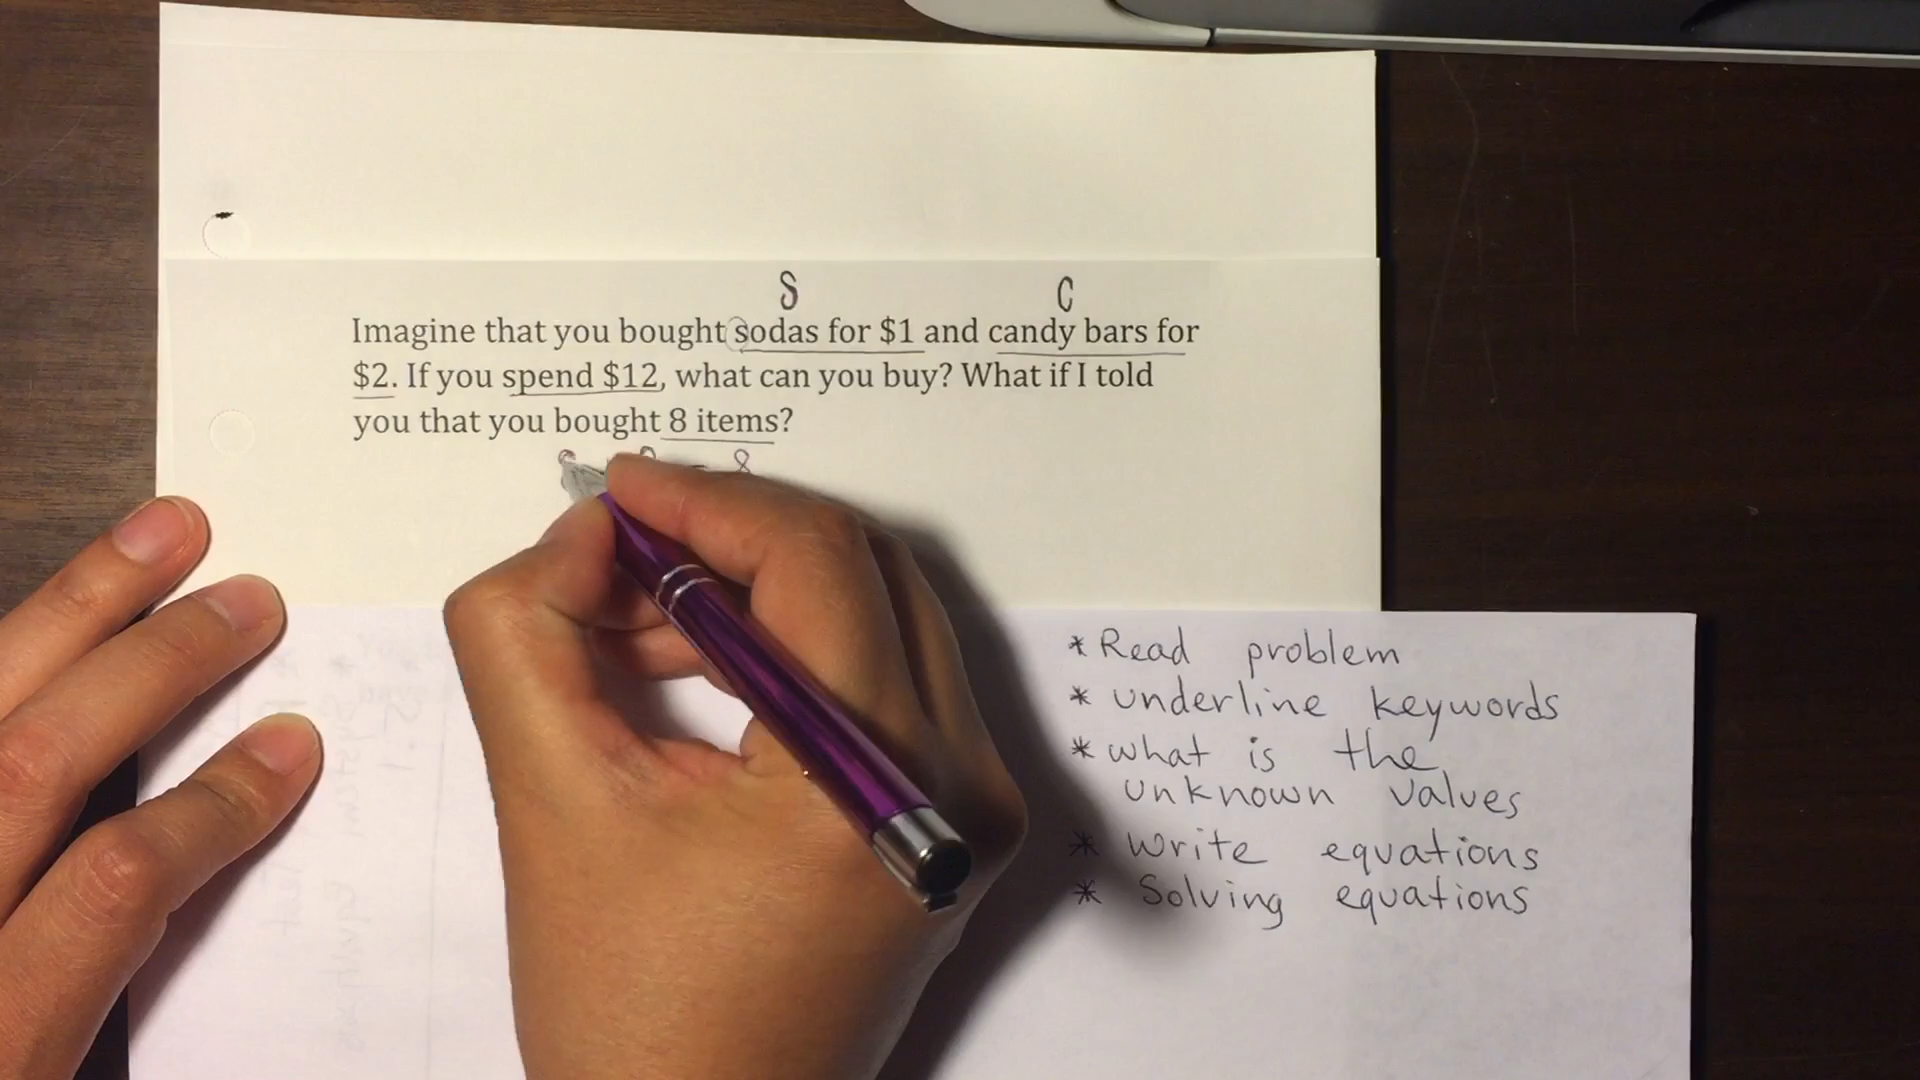 S C
Imagine that you bought sodas for $1 and candy bars for
$2. If you spend $12, what can you buy? What if I told
you that you bought 8 items?
= 8
* Read problem
* underline keywords
* what is the
unknown values
* Write equations
* Solving equations